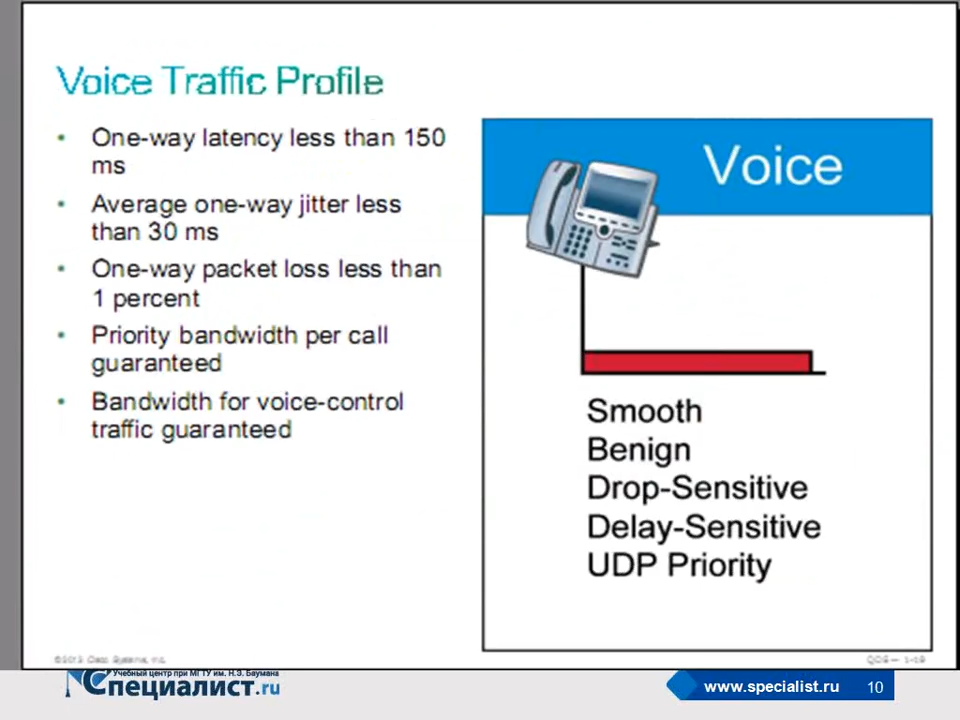 Voice Traffic Profile
• One-way latency less than 150
ms
• Average one-way jitter less
than 30 ms
• One-way packet loss less than
1 percent
• Priority bandwidth per call
guaranteed
• Bandwidth for voice-control
traffic guaranteed
Voice
Smooth
Benign
Drop-Sensitive
Delay-Sensitive
UDP Priority
Cisco Systems, Inc.
Учебный центр при МГТУ им. Н.Э. Баумана
Специалист.ru
www.specialist.ru 10